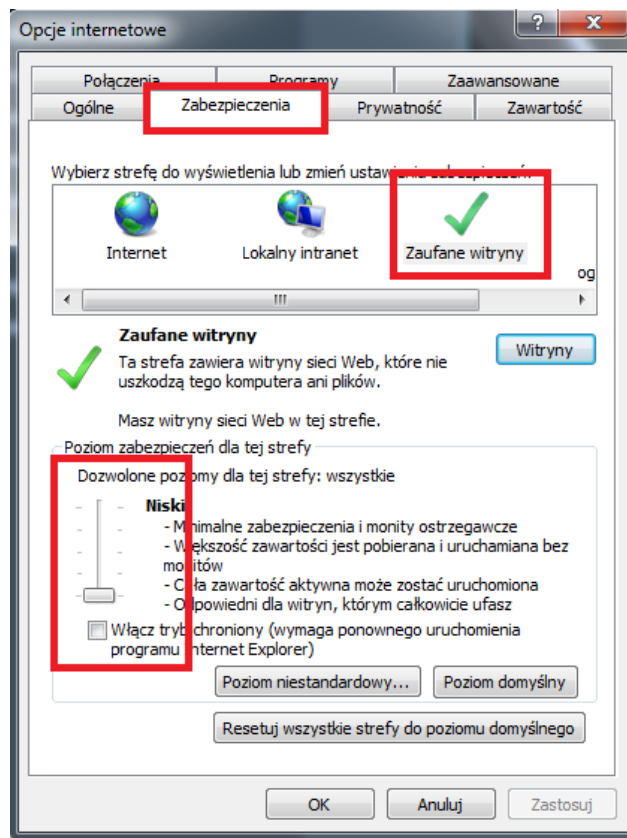 Opcje internetowe
Połączenia Programy Zaawansowane
Ogólne Zabezpieczenia Prywatność Zawartość
Wybierz strefę do wyświetlenia lub zmień ustawienia zabezpieczeń.
Internet Lokalny intranet Zaufane witryny
og
Zaufane witryny
Witryny
Ta strefa zawiera witryny sieci Web, które nie
uszkodzą tego komputera ani plików.
Masz witryny sieci Web w tej strefie.
Poziom zabezpieczeń dla tej strefy
Dozwolone poziomy dla tej strefy: wszystkie
Niski
- Minimalne zabezpieczenia i monity ostrzegawcze
- Większość zawartości jest pobierana i uruchamiana bez
monitów
- Cała zawartość aktywna może zostać uruchomiona
- Odpowiedni dla witryn, którym całkowicie ufasz
Włącz tryb chroniony (wymaga ponownego uruchomienia
programu Internet Explorer)
Poziom niestandardowy... Poziom domyślny
Resetuj wszystkie strefy do poziomu domyślnego
OK Anuluj Zastosuj